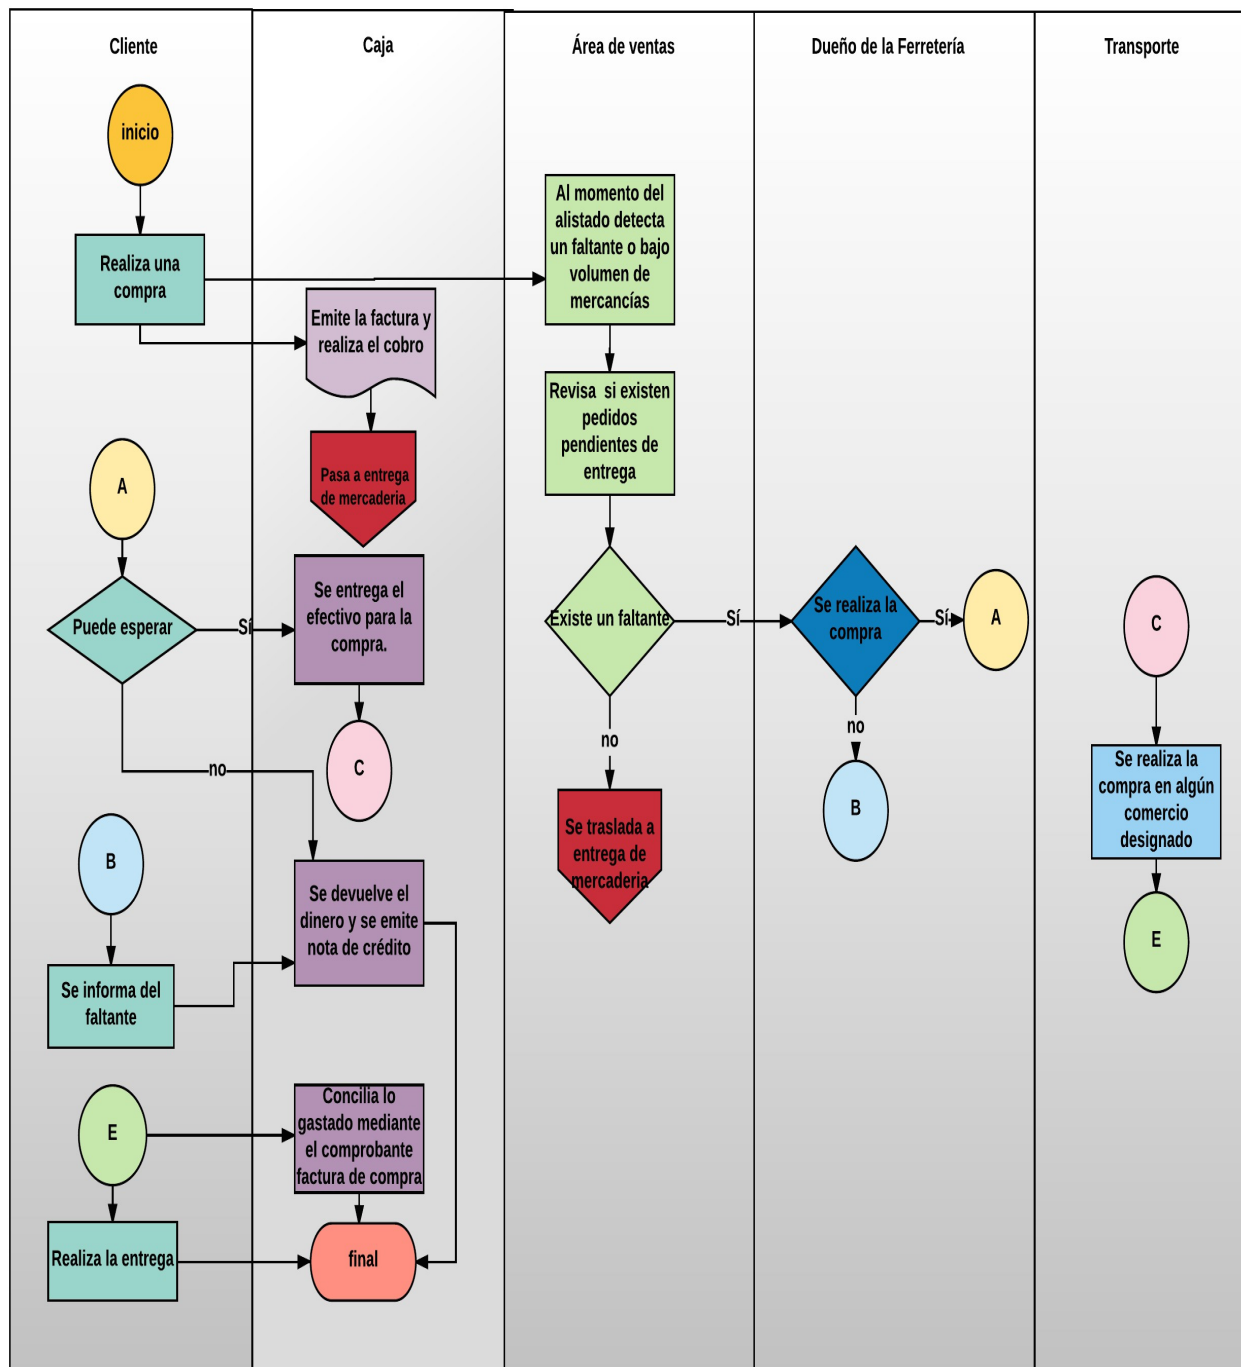 Cliente
Caja
Área de ventas
Dueño de la Ferretería
Transporte
inicio
Realiza una
compra
Emite la factura y
realiza el cobro
Pasa a entrega
de mercaderia
A
Puede esperar
Sí
no
Se entrega el
efectivo para la
compra.
C
B
Se informa del
faltante
Se devuelve el
dinero y se emite
nota de crédito
E
Concilia lo
gastado mediante
el comprobante
factura de compra
Realiza la entrega
final
Al momento del
alistado detecta
un faltante o bajo
volumen de
mercancías
Revisa si existen
pedidos
pendientes de
entrega
Existe un faltante
Sí
no
Se traslada a
entrega de
mercaderia
Se realiza la
compra
Sí
A
no
B
C
Se realiza la
compra en algún
comercio
designado
E